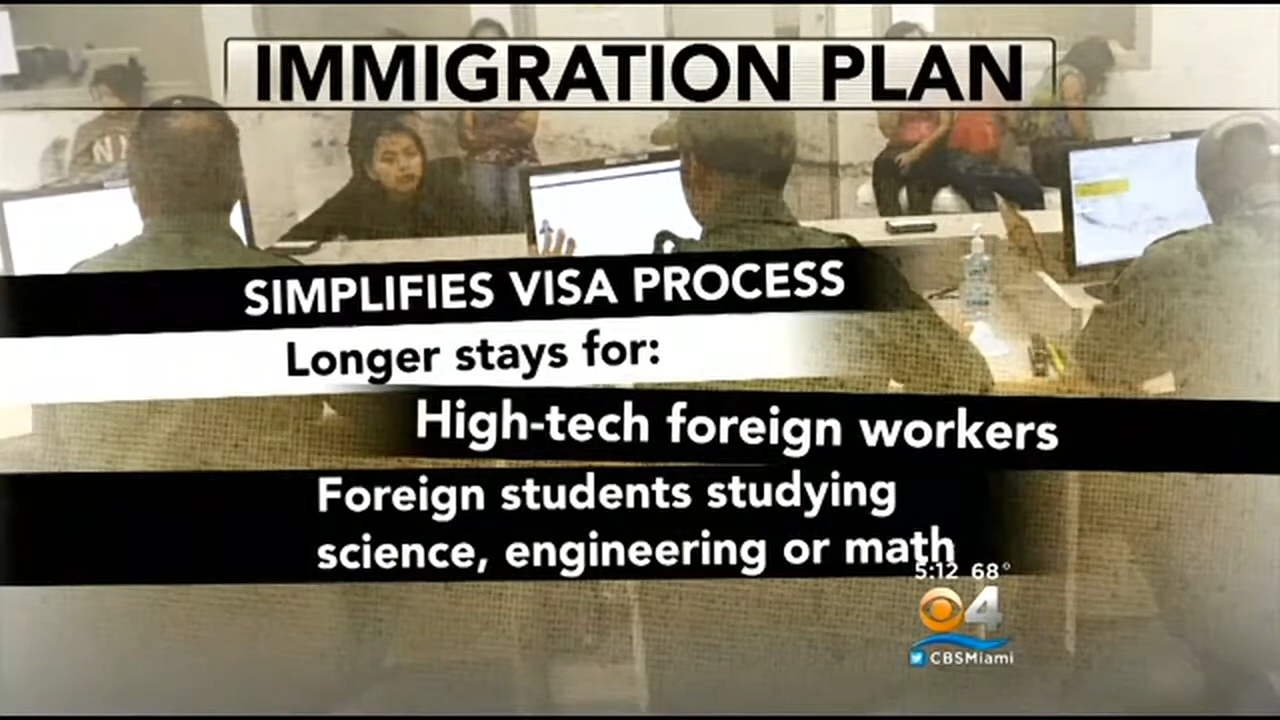 IMMIGRATION PLAN
SIMPLIFIES VISA PROCESS
Longer stays for:
High-tech foreign workers
Foreign students studying
science, engineering or math
5:12 68°
4
CBSMiami